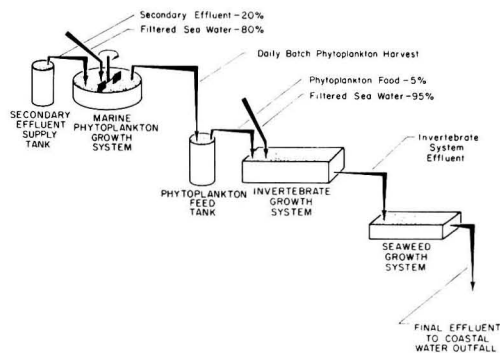 Secondary Effluent -20%
Filtered Sea Water -80%
Daily Batch Phytoplankton Harvest
Phytoplankton Food -5%
Filtered Sea Water-95%
SECONDARY
EFFLUENT
SUPPLY
TANK
MARINE
PHYTOPLANKTON
GROWTH
SYSTEM
Invertebrate
System
Effluent
PHYTOPLANKTON
FEED
TANK
INVERTEBRATE
GROWTH
SYSTEM
SEAWEED
GROWTH
SYSTEM
FINAL EFFLUENT
TO COASTAL
WATER OUTFALL